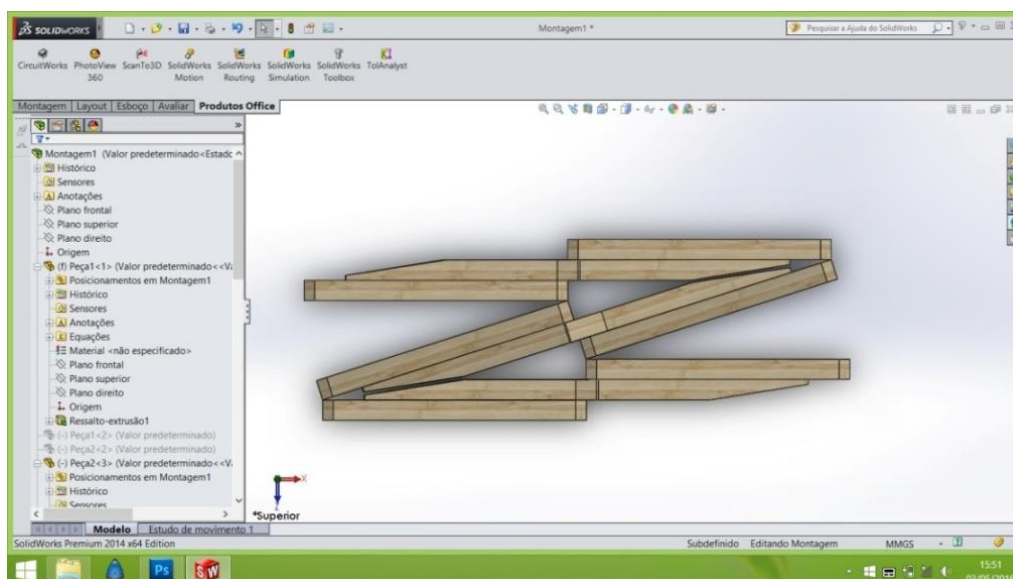 SOLIDWORKS
Montagem1 *
Pesquisar a Ajuda do SolidWorks
CircuitWorks
PhotoView 360
ScanTo3D
SolidWorks Motion
SolidWorks Routing
SolidWorks Simulation
SolidWorks Toolbox
TolAnalyst
Montagem Layout Esboço Avaliar Produtos Office
Montagem1 (Valor predeterminado<Estadc
Histórico
Sensores
Anotações
Plano frontal
Plano superior
Plano direito
Origem
(f) Peça1<1> (Valor predeterminado<<Va
Posicionamentos em Montagem1
Histórico
Sensores
Anotações
Equações
Material <não especificado>
Plano frontal
Plano superior
Plano direito
Origem
Ressalto-extrusão1
(-) Peça1<2> (Valor predeterminado)
(-) Peça2<2> (Valor predeterminado)
(-) Peça2<3> (Valor predeterminado<<Va
Posicionamentos em Montagem1
Histórico
Sensores
X
Z
*Superior
Modelo Estudo de movimento 1
SolidWorks Premium 2014 x64 Edition
Subdefinido Editando Montagem MMGS
Ps
SW
15:51